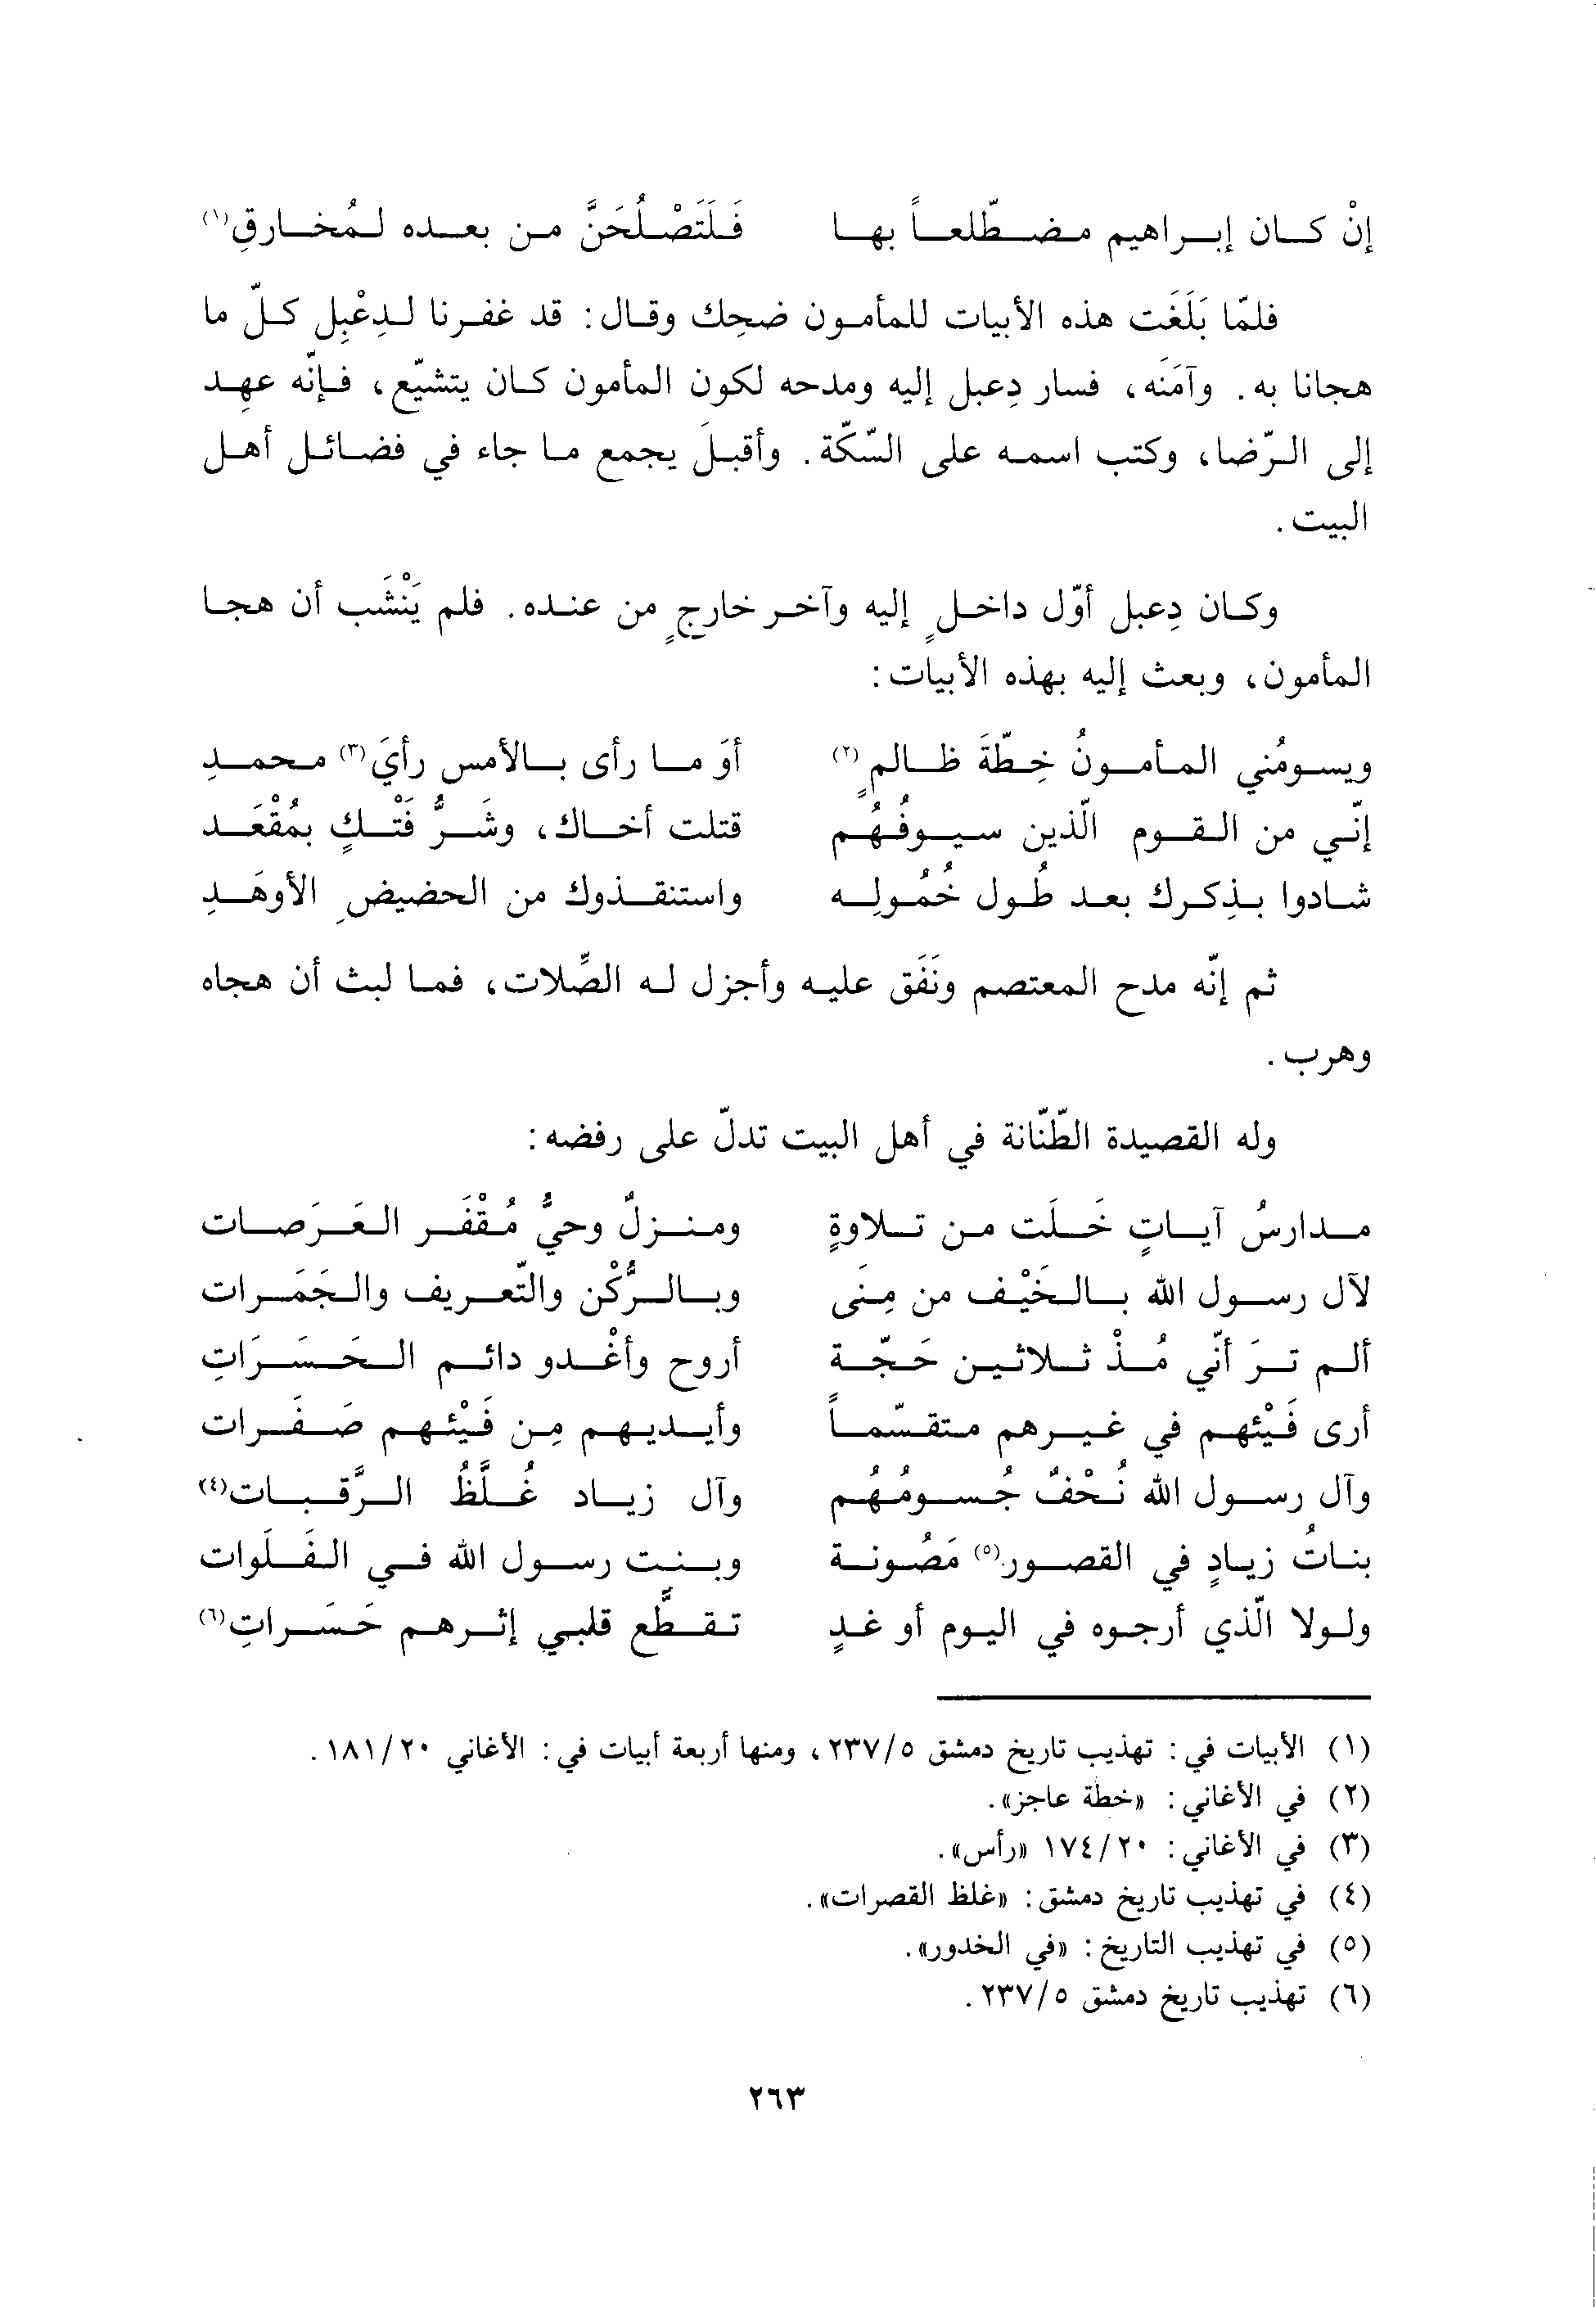 إنْ كان إبراهيم مضطّلعاً بها فَلَتَصْلُحَنَّ من بعده لمُخارقِ(١)
فلمّا بَلَغَت هذه الأبيات للمأمون ضحِك وقال: قد غفرنا لدِعْبِل كلّ ما
هجانا به. وآمَنَه، فسار دِعبل إليه ومدحه لكون المأمون كان يتشيّع، فإنّه عهِد
إلى الرّضا، وكتب اسمه على السّكّة. وأقبلَ يجمع ما جاء في فضائل أهل
البيت.
وكان دِعبل أوّل داخلٍ إليه وآخر خارجٍ من عنده. فلم يَنْشَب أن هجا
المأمون، وبعث إليه بهذه الأبيات:
ويسومُني المأمونُ خِطّةَ ظالمٍ(٢) أوَ ما رأى بالأمس رأيَ(٣) محمدِ
إنّي من القوم الّذين سيوفُهُم قتلت أخاك، وشَرُّ فَتْكٍ بمُقْعَد
شادوا بذِكرك بعد طُول خُمُولِه واستنقذوك من الحضيضِ الأوهَدِ
ثم إنّه مدح المعتصم ونَفَق عليه وأجزل له الصِّلات، فما لبث أن هجاه
وهرب.
وله القصيدة الطّنّانة في أهل البيت تدلّ على رفضه:
مدارسُ آياتٍ خَلَت من تلاوةٍ ومنزلٌ وحيٌّ مُقْفَر العَرَصات
لآل رسول الله بالخَيْف من مِنَى وبالرُّكْن والتّعريف والجَمَرات
ألم ترَ أنّي مُذْ ثلاثين حَجّة أروح وأغْدو دائم الحَسَرَاتِ
أرى فَيْئهم في غيرهم متقسّماً وأيديهم مِن فَيْئهم صَفَرات
وآل رسول الله نُحْفٌ جُسومُهُم وآل زياد غُلَّظُ الرَّقبات(٤)
بناتُ زيادٍ في القصور(٥) مَصُونة وبنت رسول الله في الفَلَوات
ولولا الّذي أرجوه في اليوم أو غدٍ تقطَّع قلبي إثرهم حَسَراتِ(٦)
(١) الأبيات في: تهذيب تاريخ دمشق ٢٣٧/٥، ومنها أربعة أبيات في: الأغاني ١٨١/٢٠.
(٢) في الأغاني: «خطة عاجز».
(٣) في الأغاني: ١٧٤/٢٠ «رأس».
(٤) في تهذيب تاريخ دمشق: «غلظ القصرات».
(٥) في تهذيب التاريخ: «في الخدور».
(٦) تهذيب تاريخ دمشق ٢٣٧/٥.
٢٦٣